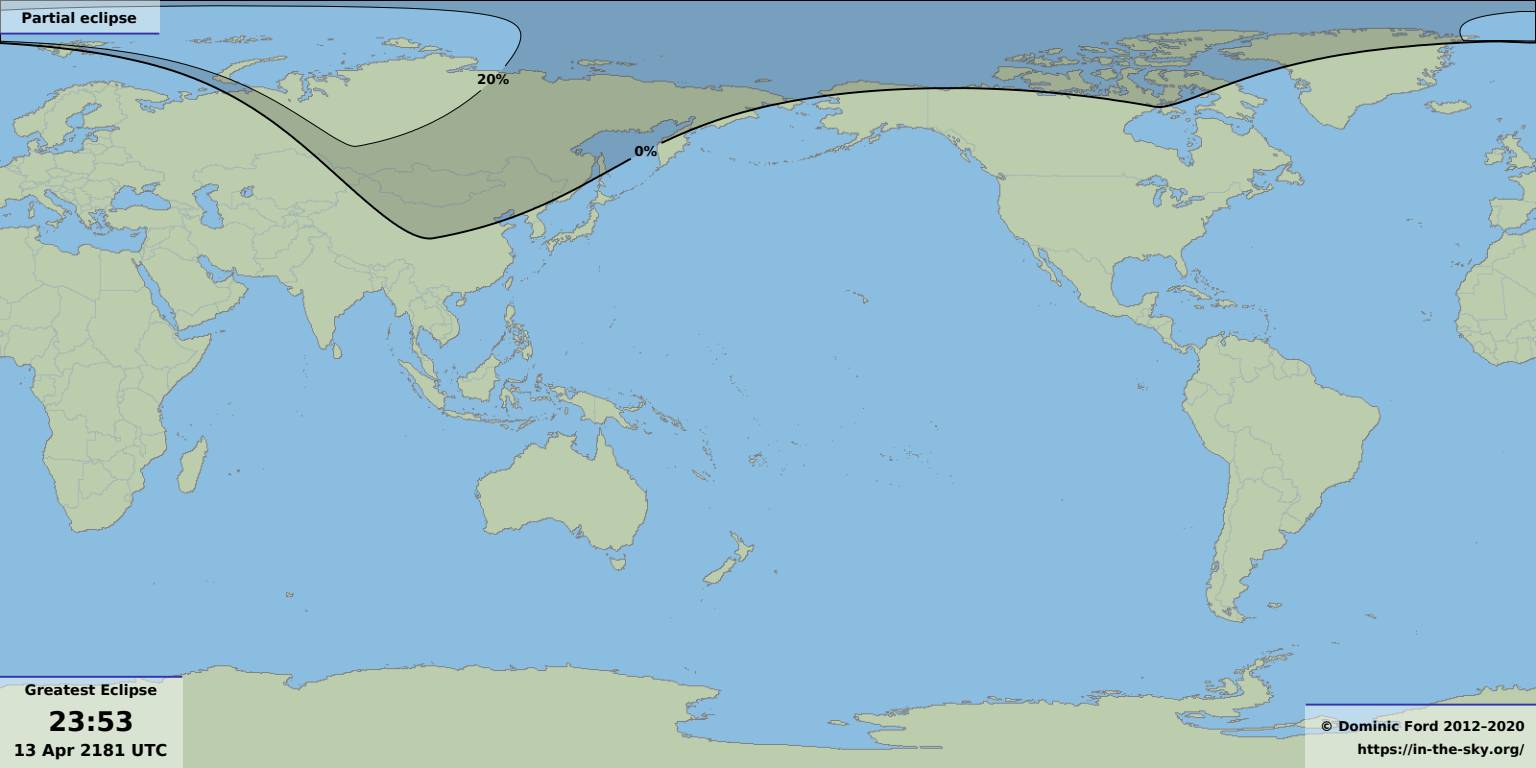 Partial eclipse
20%
0%
Greatest Eclipse
23:53
13 Apr 2181 UTC
© Dominic Ford 2012–2020
https://in-the-sky.org/